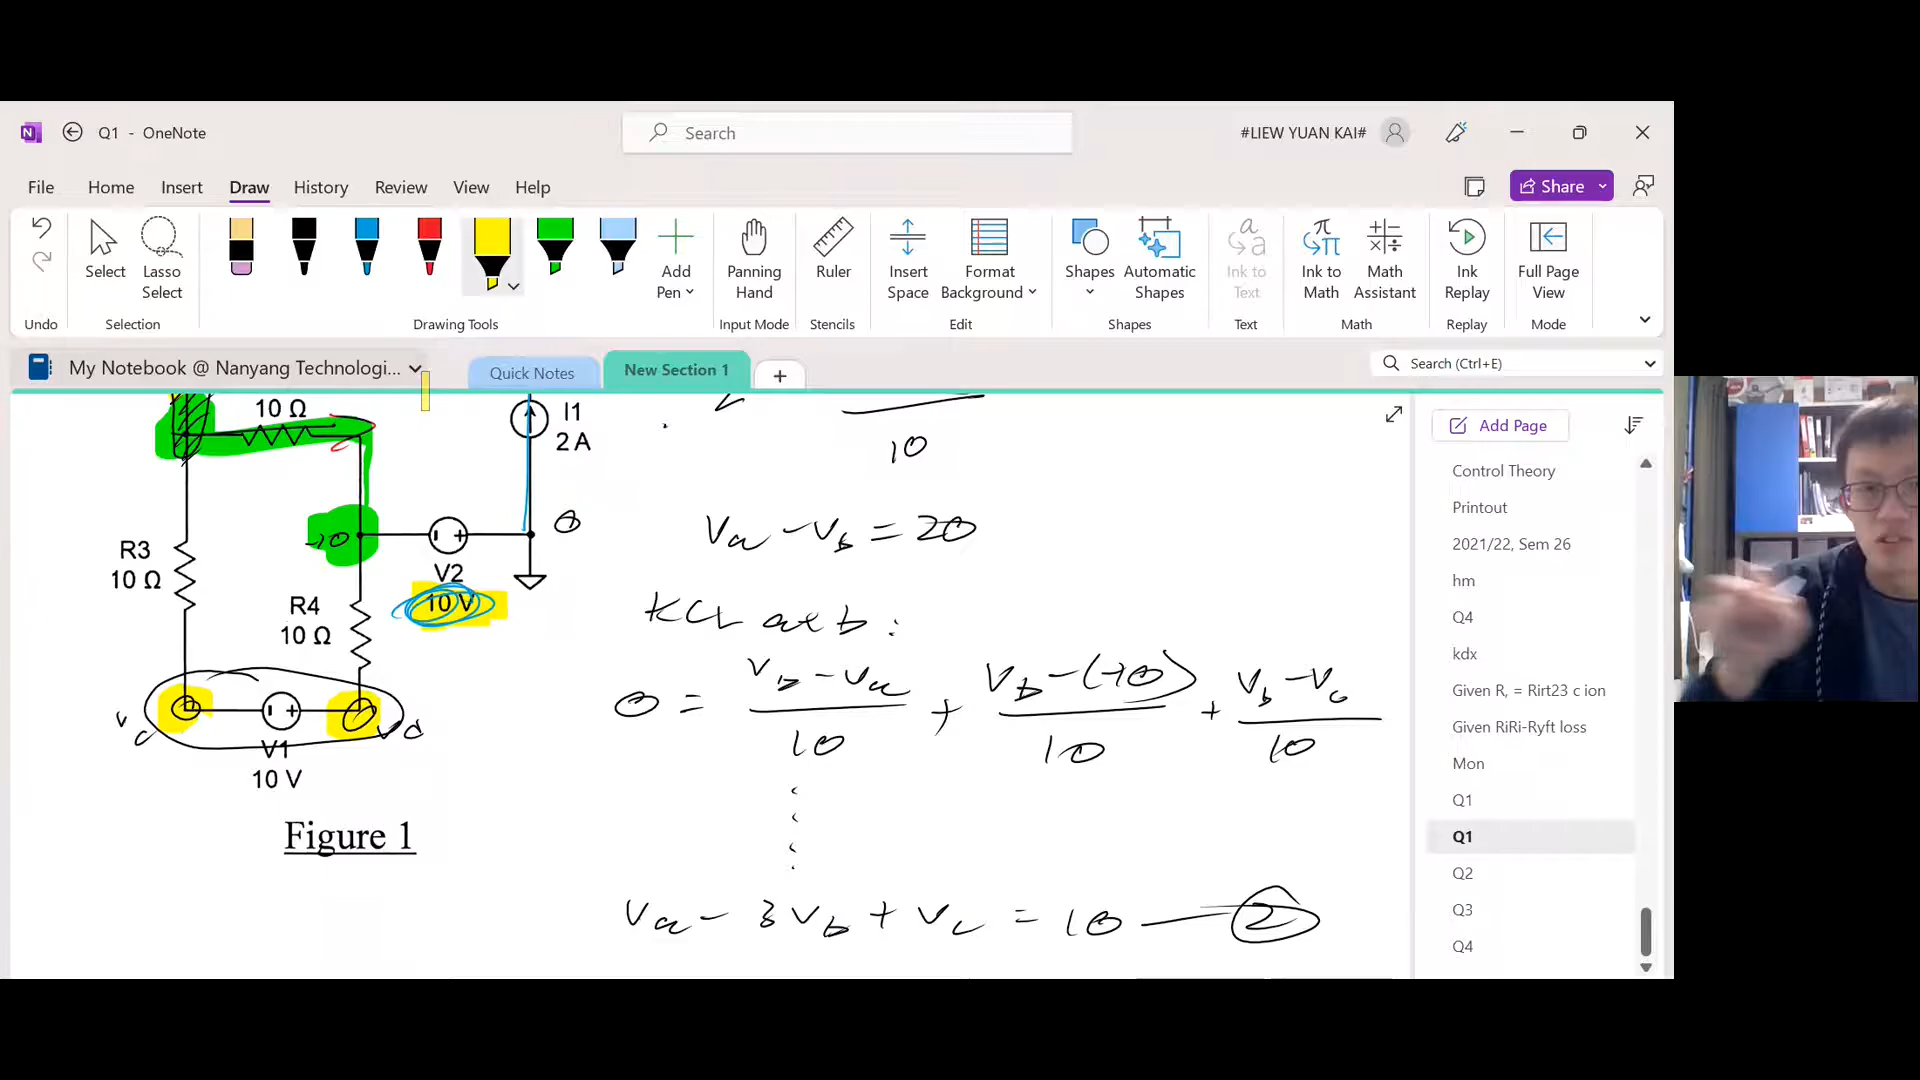 Q1 - OneNote
Search
#LIEW YUAN KAI#
File Home Insert Draw History Review View Help
Share
Select
Lasso Select
Add Pen
Panning Hand
Ruler
Insert Space
Format Background
Shapes
Automatic Shapes
Ink to Text
Ink to Math
Math Assistant
Ink Replay
Full Page View
Undo
Selection
Drawing Tools
Input Mode
Stencils
Edit
Shapes
Text
Math
Replay
Mode
My Notebook @ Nanyang Technologi...
Quick Notes
New Section 1
+
Search (Ctrl+E)
Add Page
Control Theory
Printout
2021/22, Sem 26
hm
Q4
kdx
Given R, = Rirt23 c ion
Given RiRi-Ryft loss
Mon
Q1
Q1
Q2
Q3
Q4
10 Ω
I1
2 A
0
-10
R3
10 Ω
V2
10 V
R4
10 Ω
Vc
Vd
V1
10 V
Figure 1
10
Va - Vb = 20
KCL at b:
0 = Vb - Va / 10 + Vb - (-10) / 10 + Vb - Vc / 10
Va - 3Vb + Vc = 10 — 2